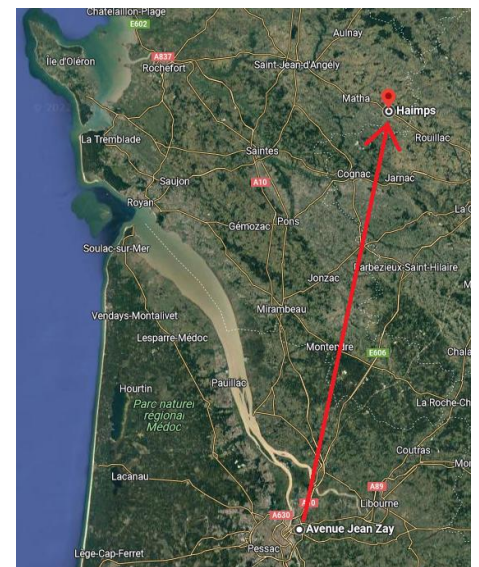 Châtelaillon-Plage
E602
Aulnay
A837
Ile d'Oléron
Rochefort
Saint-Jean-d'Angély
Matha
Haimps
La Tremblade
Rouillac
Saintes
Cognac
Jarnac
Saujon
A10
Royan
Pons
Gémozac
Soulac-sur-Mer
Barbezieux-Saint-Hilaire
Jonzac
Mirambeau
Vendays-Montalivet
Montendre
E606
Lesparre-Médoc
Chala
Pauillac
Hourtin
La Roche-Ch
Parc naturel
régional
Médoc
Coutras
Lacanau
A89
Libourne
A630
Avenue Jean Zay
Pessac
Lège-Cap-Ferret